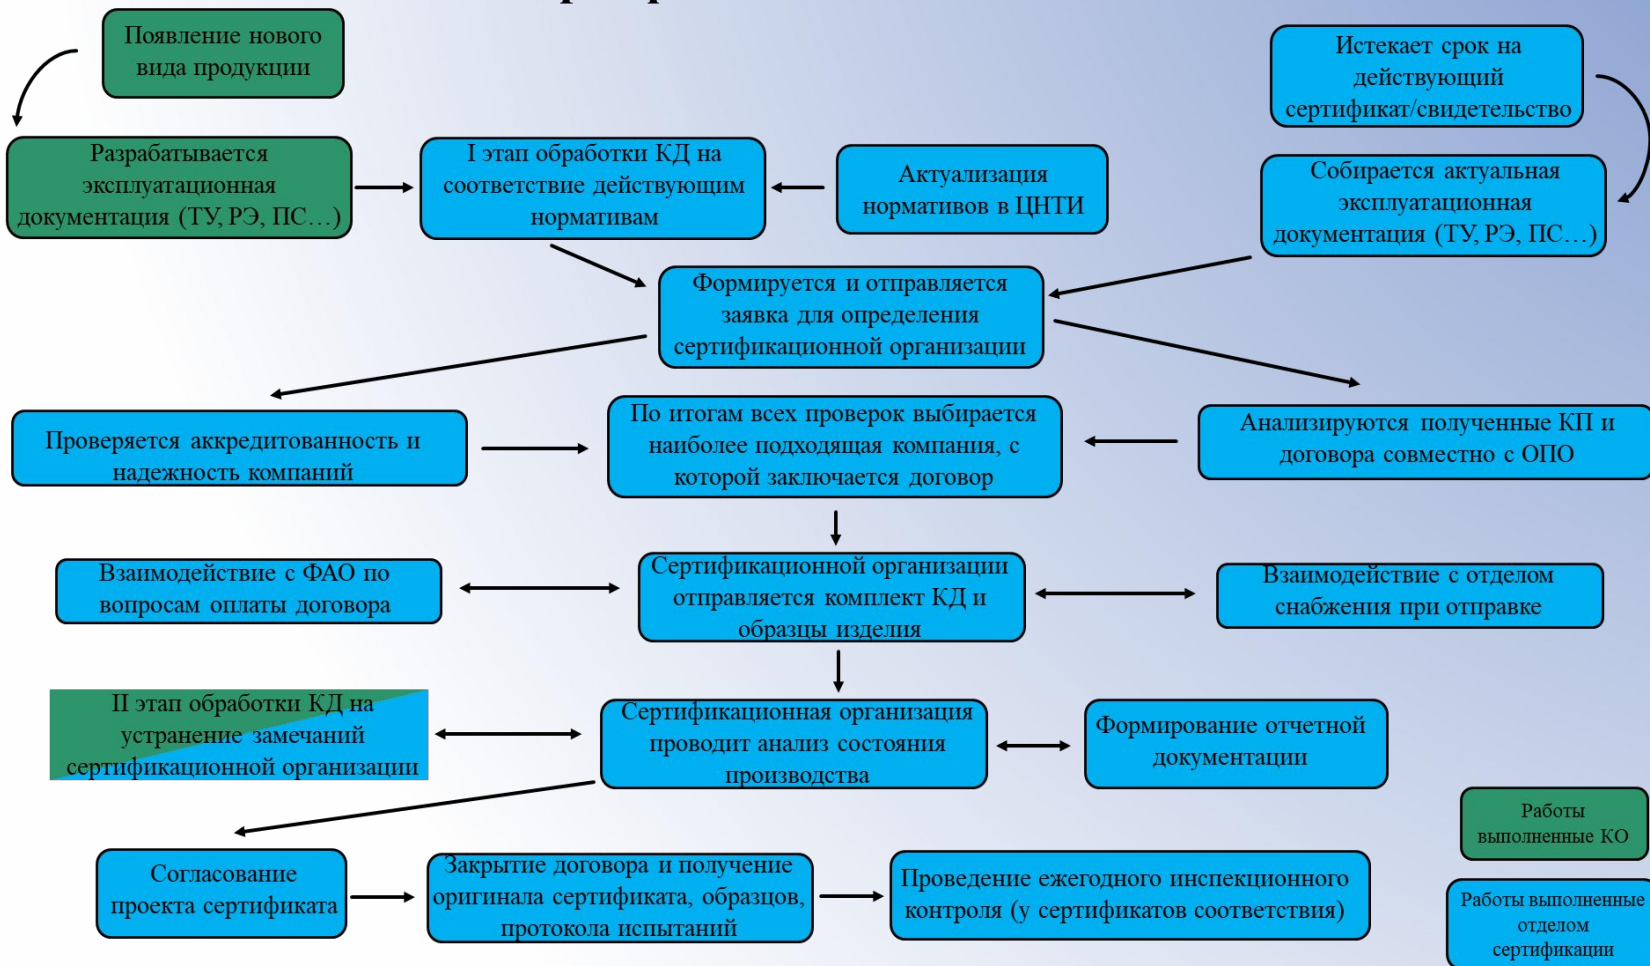 Появление нового
вида продукции
Истекает срок на
действующий
сертификат/свидетельство
Разрабатывается
эксплуатационная
документация (ТУ, РЭ, ПС…)
I этап обработки КД на
соответствие действующим
нормативам
Актуализация
нормативов в ЦНТИ
Собирается актуальная
эксплуатационная
документация (ТУ, РЭ, ПС…)
Формируется и отправляется
заявка для определения
сертификационной организации
Проверяется аккредитованность и
надежность компаний
По итогам всех проверок выбирается
наиболее подходящая компания, с
которой заключается договор
Анализируются полученные КП и
договора совместно с ОПО
Взаимодействие с ФАО по
вопросам оплаты договора
Сертификационной организации
отправляется комплект КД и
образцы изделия
Взаимодействие с отделом
снабжения при отправке
II этап обработки КД на
устранение замечаний
сертификационной организации
Сертификационная организация
проводит анализ состояния
производства
Формирование отчетной
документации
Согласование
проекта сертификата
Закрытие договора и получение
оригинала сертификата, образцов,
протокола испытаний
Проведение ежегодного инспекционного
контроля (у сертификатов соответствия)
Работы
выполненные КО
Работы выполненные
отделом
сертификации